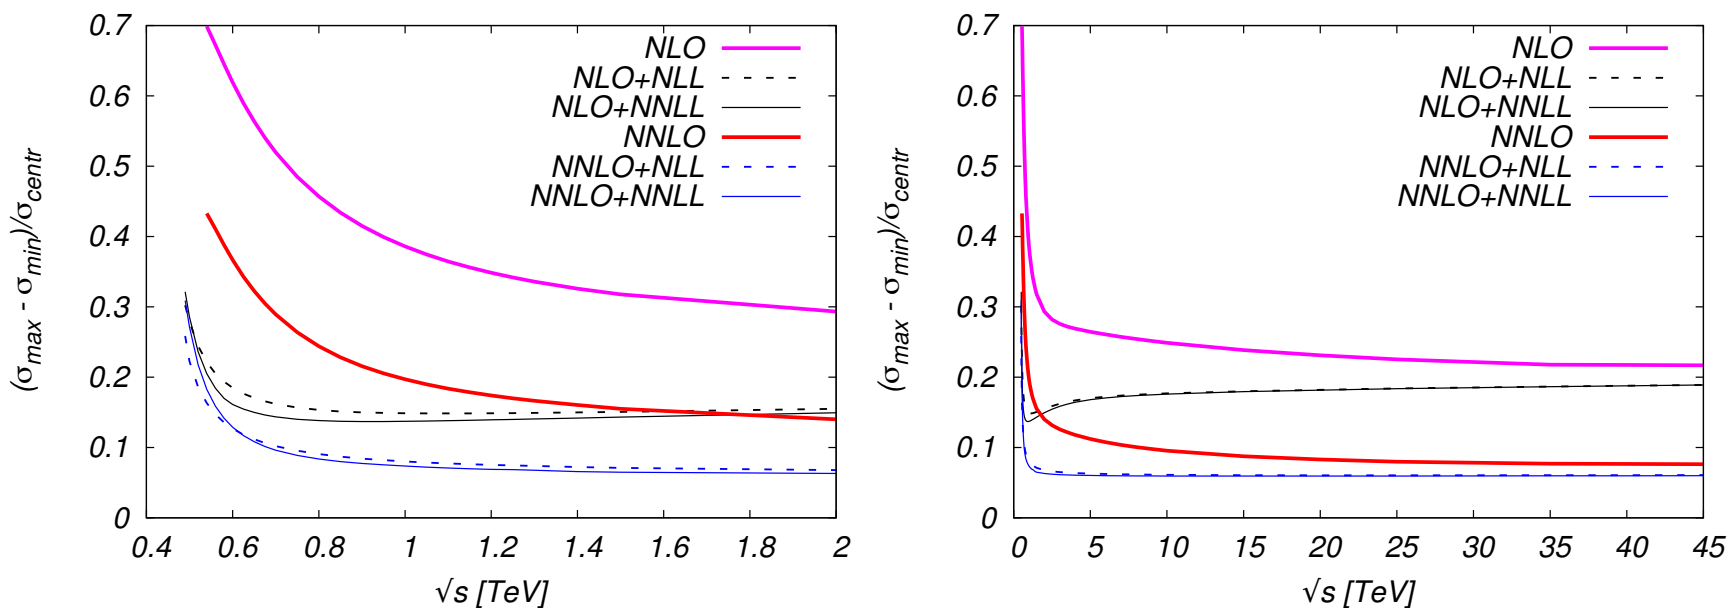 (σmax - σmin)/σcentr
0.7
0.6
0.5
0.4
0.3
0.2
0.1
0
NLO
NLO+NLL
NLO+NNLL
NNLO
NNLO+NLL
NNLO+NNLL
0.4 0.6 0.8 1 1.2 1.4 1.6 1.8 2
√s [TeV]
(σmax - σmin)/σcentr
0.7
0.6
0.5
0.4
0.3
0.2
0.1
0
NLO
NLO+NLL
NLO+NNLL
NNLO
NNLO+NLL
NNLO+NNLL
0 5 10 15 20 25 30 35 40 45
√s [TeV]